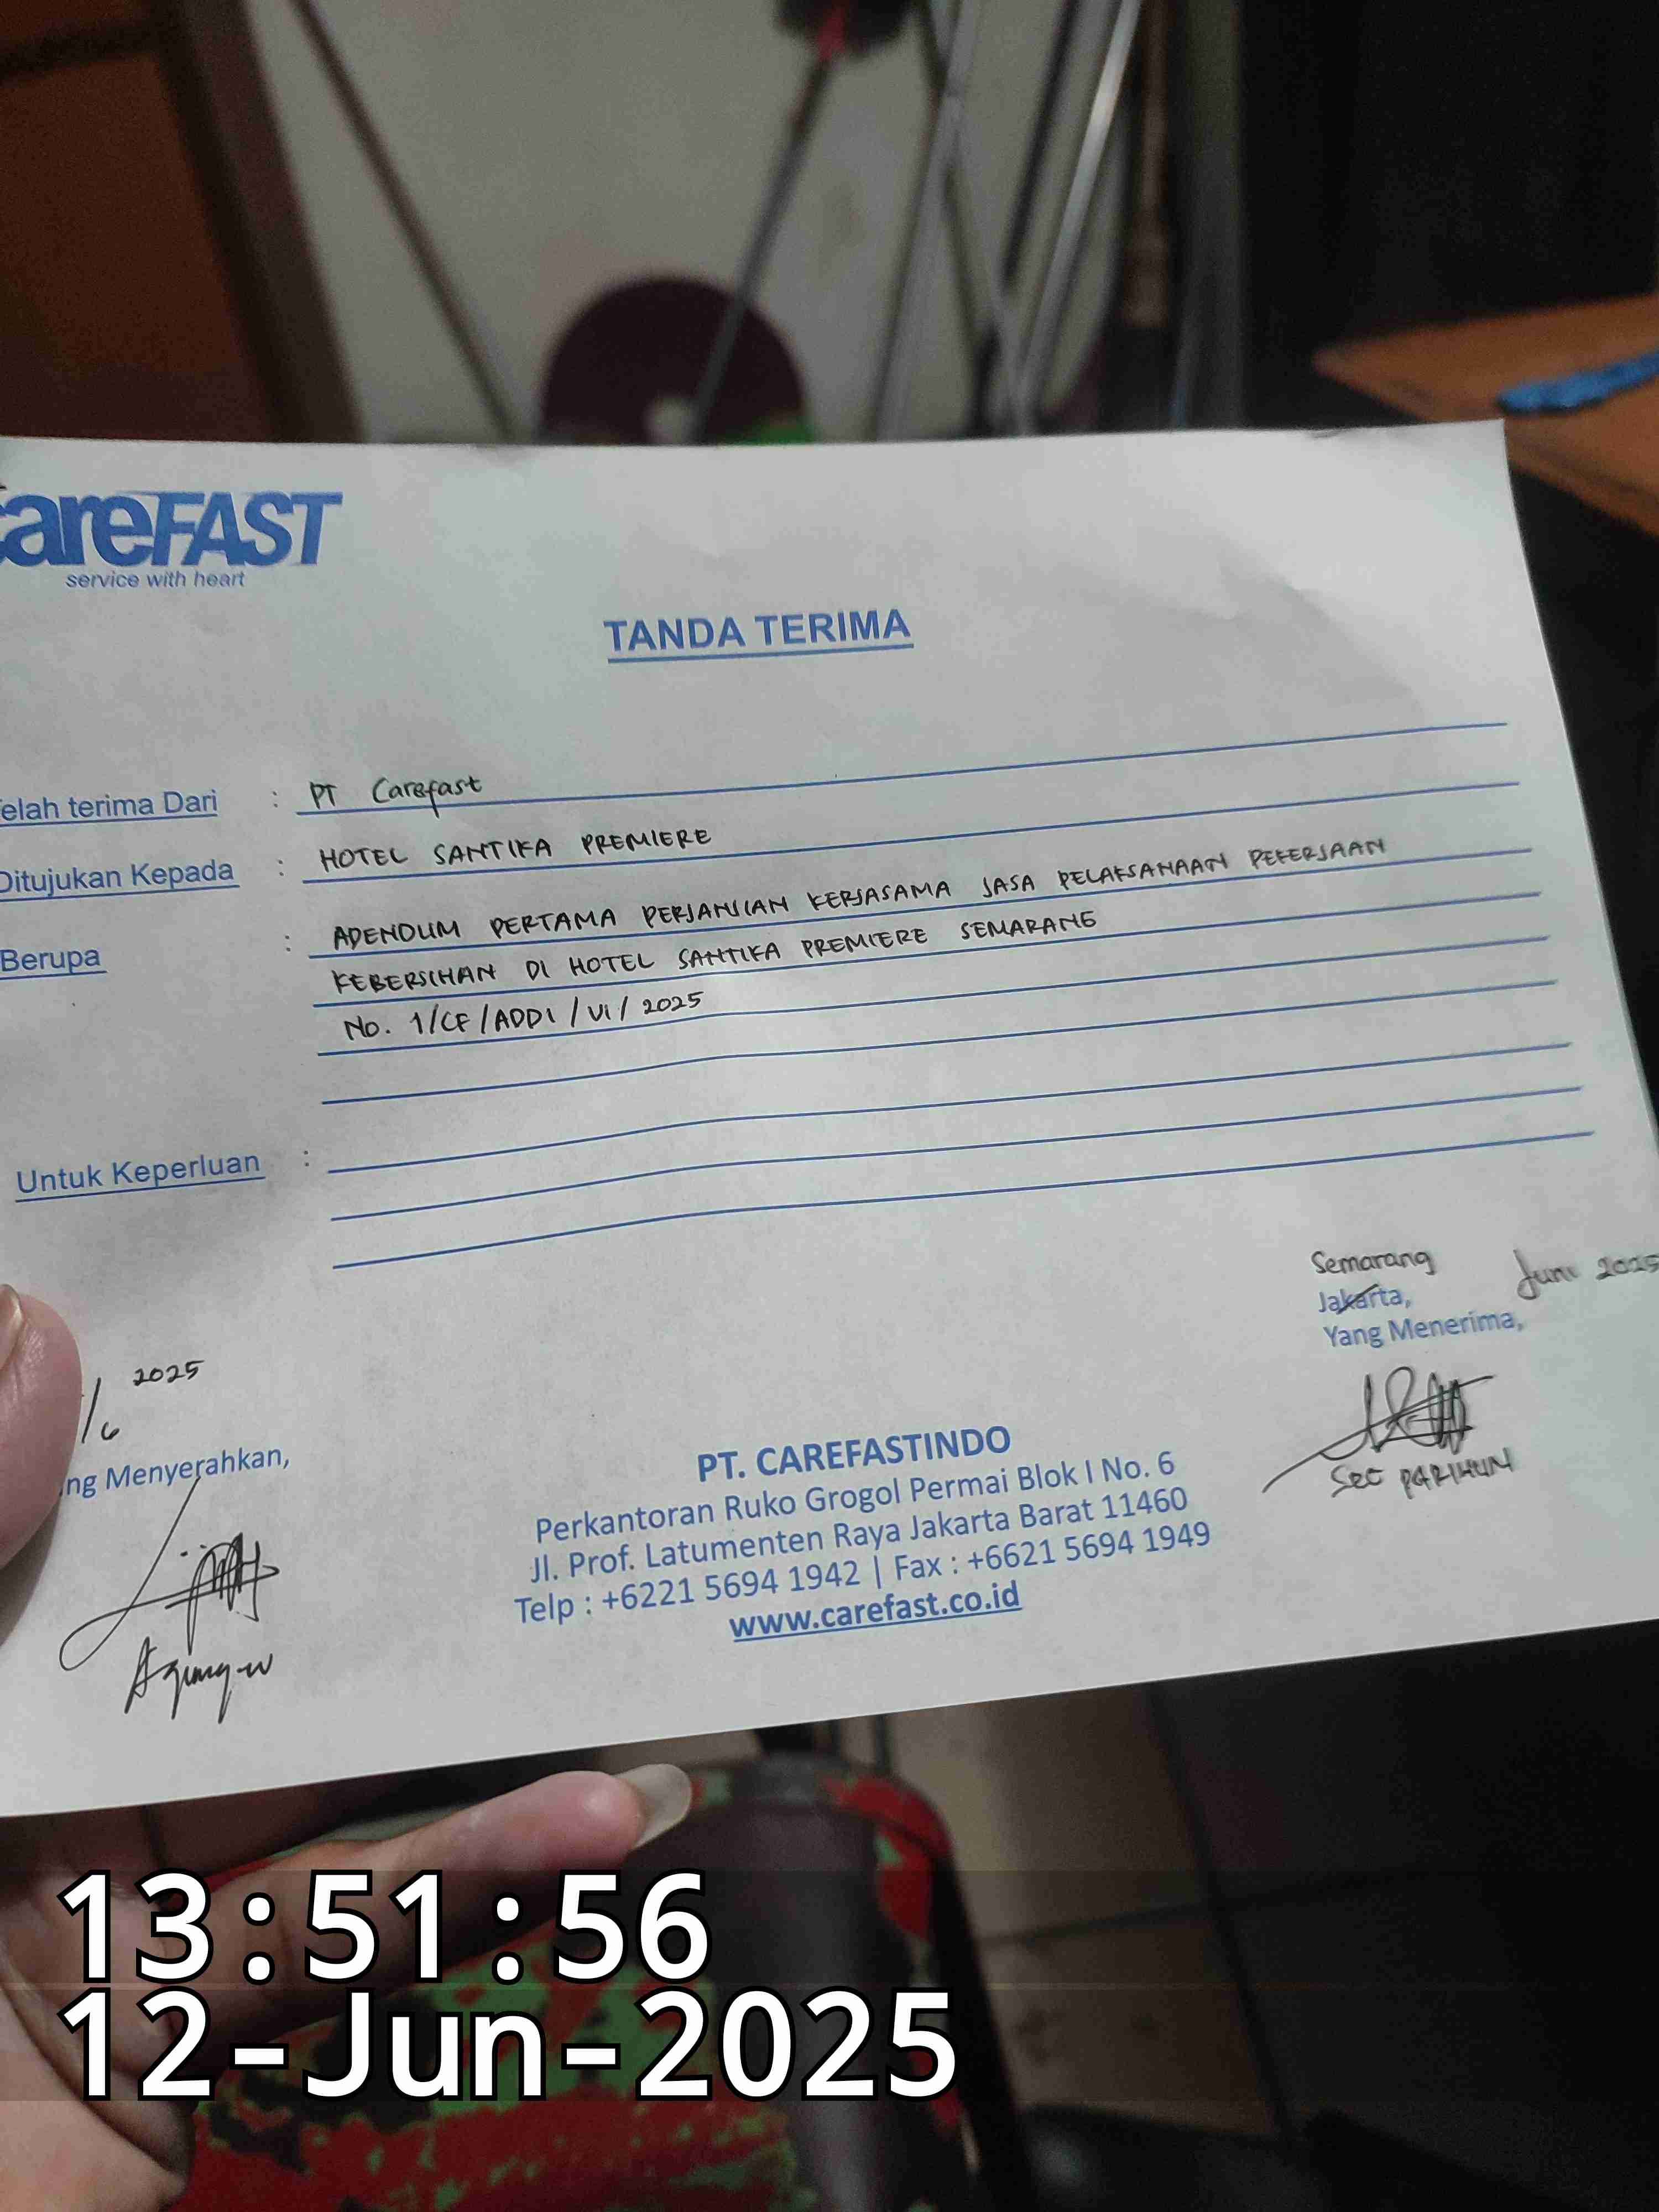 careFAST
service with heart
TANDA TERIMA
elah terima Dari : PT Carefast
Ditujukan Kepada : HOTEL SANTIKA PREMIERE
Berupa : ADENDUM PERTAMA PERJANJIAN KERJASAMA JASA PELAKSANAAN PEKERJAAN
KEBERSIHAN DI HOTEL SANTIKA PREMIERE SEMARANG
No. 1/CF/ADD1/VI/2025
Untuk Keperluan :
Semarang Juni 2025
Jakarta,
Yang Menerima,
/6 2025
ng Menyerahkan,
Agung-w
PT. CAREFASTINDO
Perkantoran Ruko Grogol Permai Blok I No. 6
Jl. Prof. Latumenten Raya Jakarta Barat 11460
Telp : +6221 5694 1942 | Fax : +6621 5694 1949
www.carefast.co.id
13:51:56
12-Jun-2025